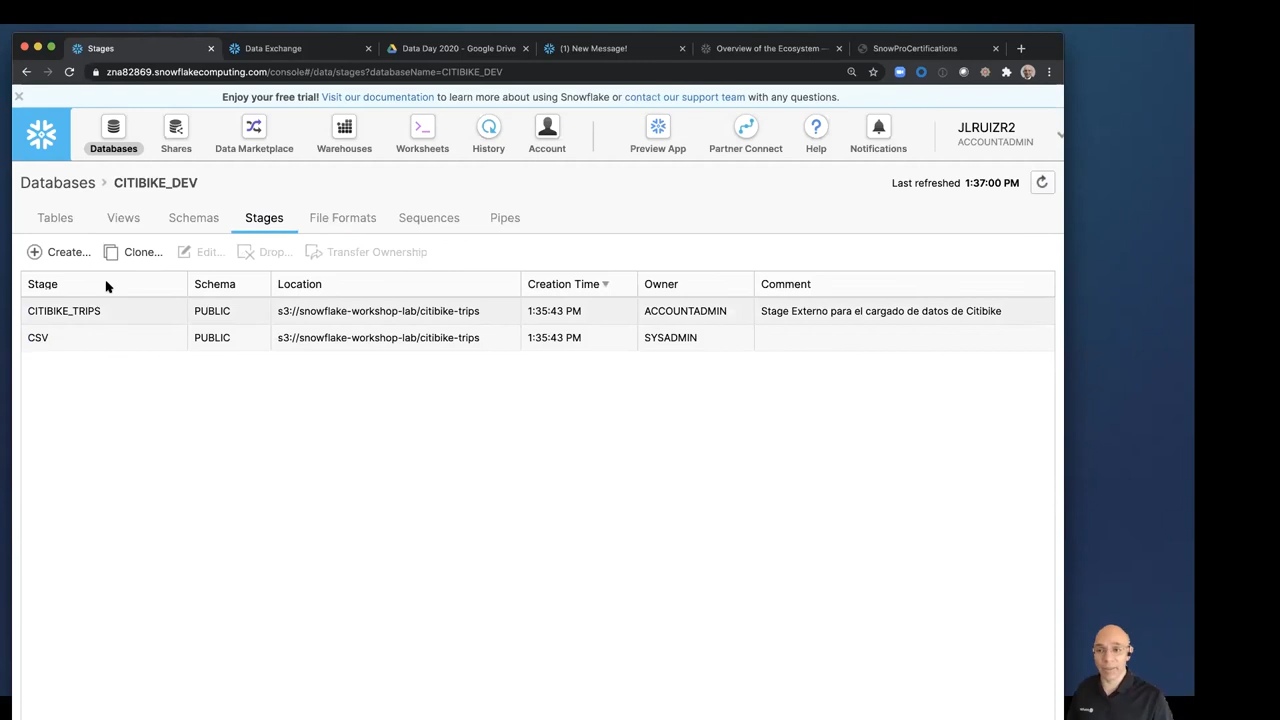 Stages
Data Exchange
Data Day 2020 - Google Drive
(1) New Message!
Overview of the Ecosystem —
SnowProCertifications
zna82869.snowflakecomputing.com/console#/data/stages?databaseName=CITIBIKE_DEV
Enjoy your free trial! Visit our documentation to learn more about using Snowflake or contact our support team with any questions.
Databases
Shares
Data Marketplace
Warehouses
Worksheets
History
Account
Preview App
Partner Connect
Help
Notifications
JLRUIZR2
ACCOUNTADMIN
Databases > CITIBIKE_DEV
Last refreshed 1:37:00 PM
Tables Views Schemas Stages File Formats Sequences Pipes
Create... Clone... Edit... Drop... Transfer Ownership
Stage Schema Location Creation Time Owner Comment
CITIBIKE_TRIPS PUBLIC s3://snowflake-workshop-lab/citibike-trips 1:35:43 PM ACCOUNTADMIN Stage Externo para el cargado de datos de Citibike
CSV PUBLIC s3://snowflake-workshop-lab/citibike-trips 1:35:43 PM SYSADMIN